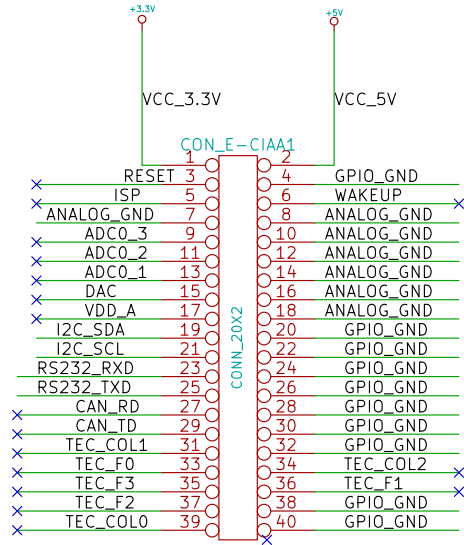 +3.3V
+5V
VCC_3.3V VCC_5V
CON_E-CIAA1
1 2
RESET 3 4 GPIO_GND
ISP 5 6 WAKEUP
ANALOG_GND 7 8 ANALOG_GND
ADC0_3 9 10 ANALOG_GND
ADC0_2 11 12 ANALOG_GND
ADC0_1 13 14 ANALOG_GND
DAC 15 16 ANALOG_GND
VDD_A 17 18 ANALOG_GND
I2C_SDA 19 20 GPIO_GND
I2C_SCL 21 22 GPIO_GND
RS232_RXD 23 24 GPIO_GND
RS232_TXD 25 26 GPIO_GND
CAN_RD 27 28 GPIO_GND
CAN_TD 29 30 GPIO_GND
TEC_COL1 31 32 GPIO_GND
TEC_F0 33 34 TEC_COL2
TEC_F3 35 36 TEC_F1
TEC_F2 37 38 GPIO_GND
TEC_COL0 39 40 GPIO_GND
CONN_20X2